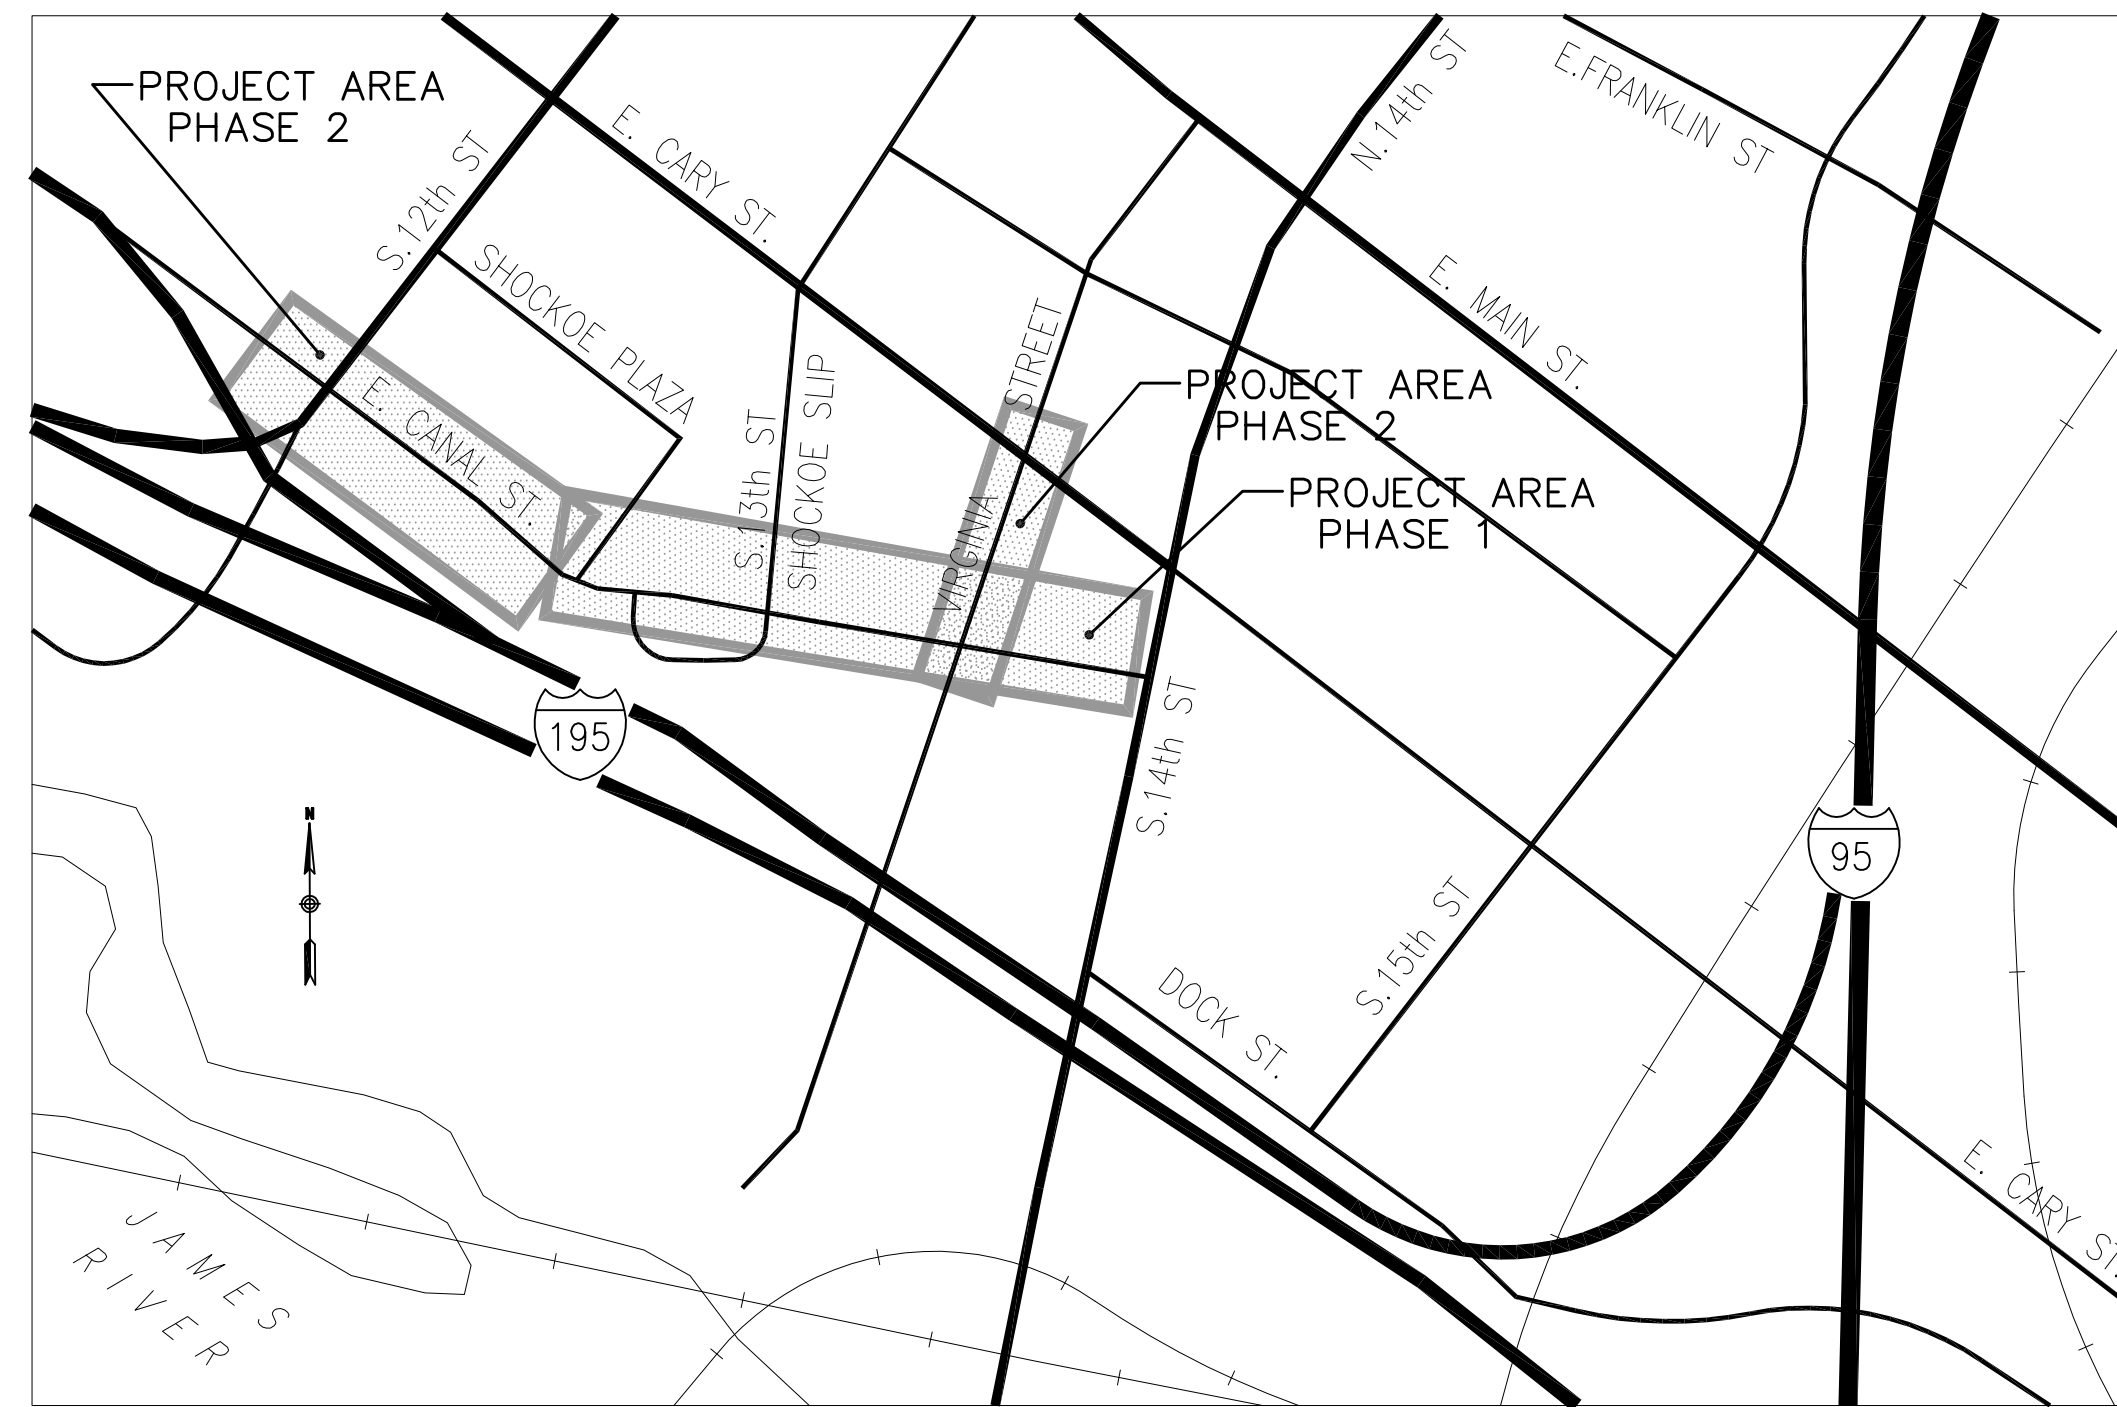 PROJECT AREA
PHASE 2
S.12th ST
E. CARY ST.
SHOCKOE PLAZA
E. CANAL ST.
S.13th ST
SHOCKOE SLIP
VIRGINIA STREET
N.14th ST
E.FRANKLIN ST
E. MAIN ST.
PROJECT AREA
PHASE 2
PROJECT AREA
PHASE 1
S.14th ST
195
95
N
S.15th ST
DOCK ST.
E. CARY ST.
JAMES
RIVER